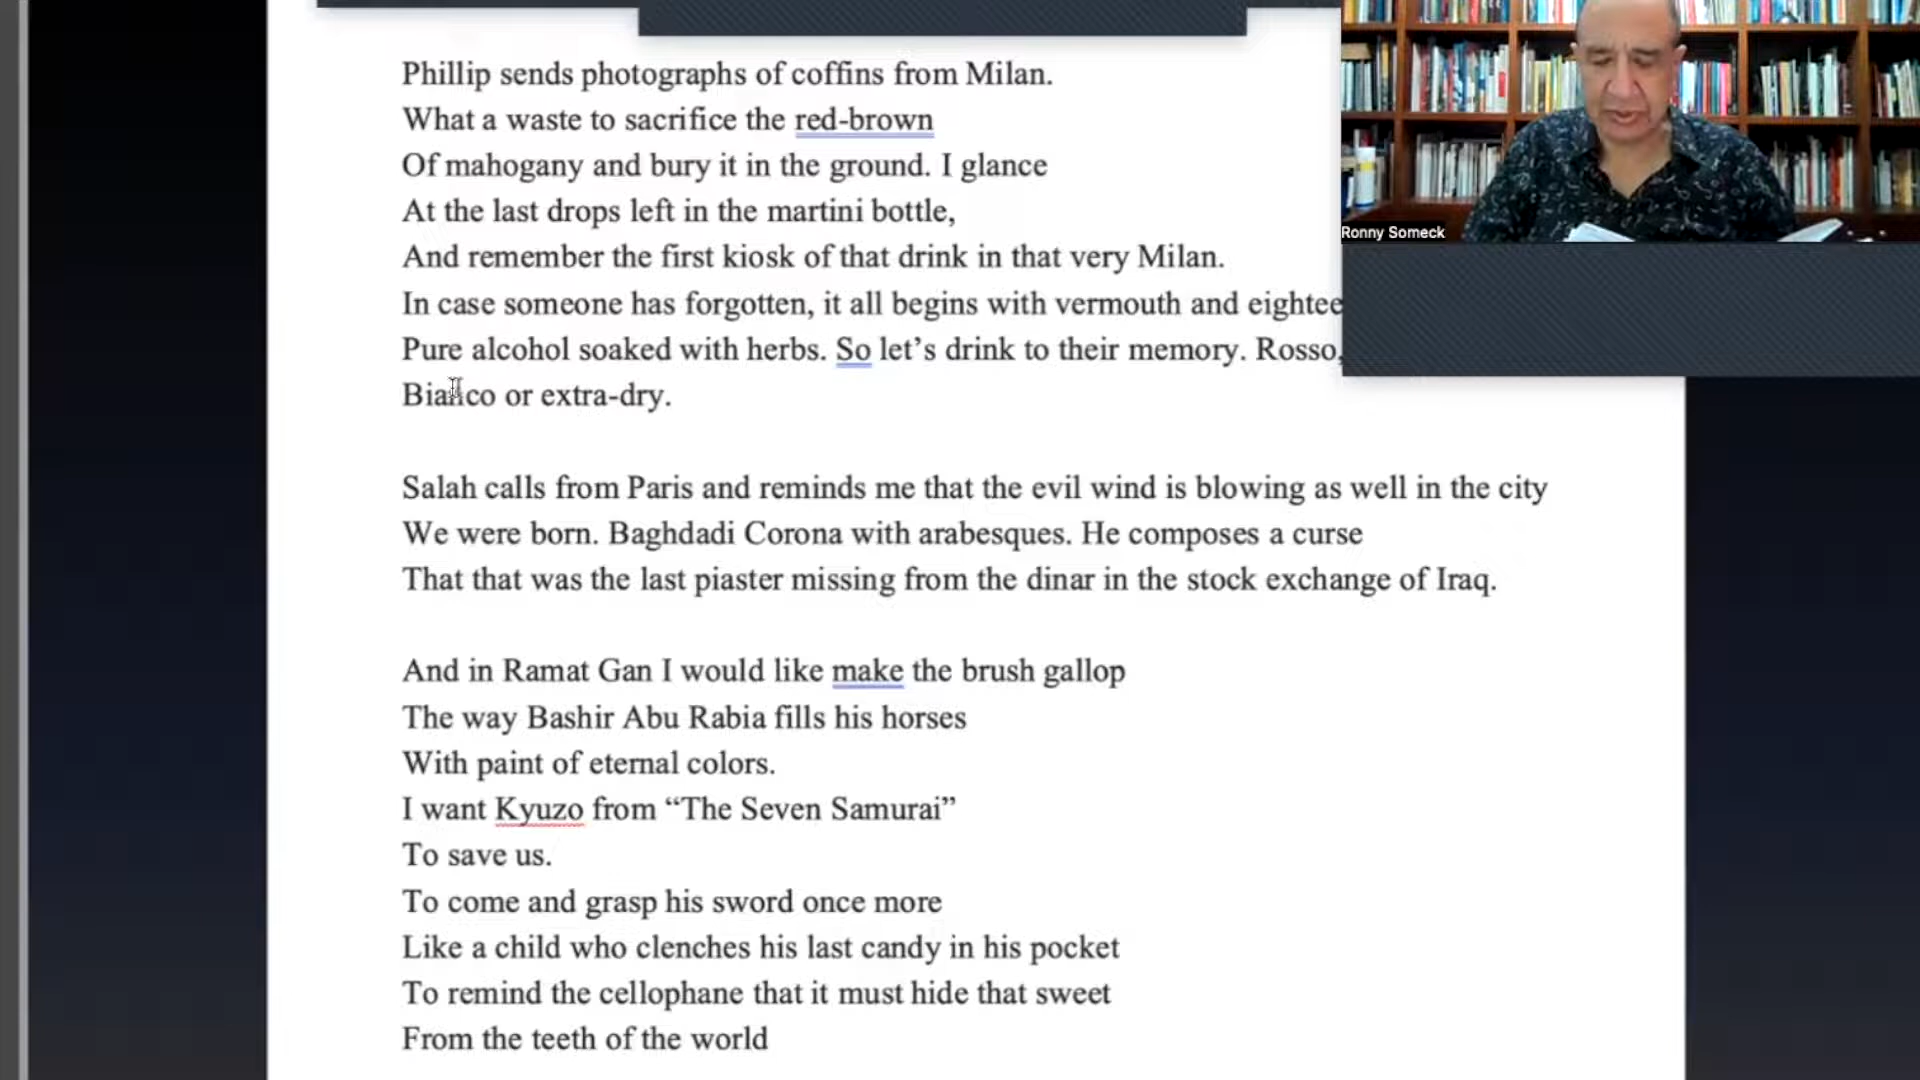 Phillip sends photographs of coffins from Milan.
What a waste to sacrifice the red-brown
Of mahogany and bury it in the ground. I glance
At the last drops left in the martini bottle,
And remember the first kiosk of that drink in that very Milan.
In case someone has forgotten, it all begins with vermouth and eightee
Pure alcohol soaked with herbs. So let’s drink to their memory. Rosso,
Bianco or extra-dry.
Ronny Someck
Salah calls from Paris and reminds me that the evil wind is blowing as well in the city
We were born. Baghdadi Corona with arabesques. He composes a curse
That that was the last piaster missing from the dinar in the stock exchange of Iraq.
And in Ramat Gan I would like make the brush gallop
The way Bashir Abu Rabia fills his horses
With paint of eternal colors.
I want Kyuzo from “The Seven Samurai”
To save us.
To come and grasp his sword once more
Like a child who clenches his last candy in his pocket
To remind the cellophane that it must hide that sweet
From the teeth of the world